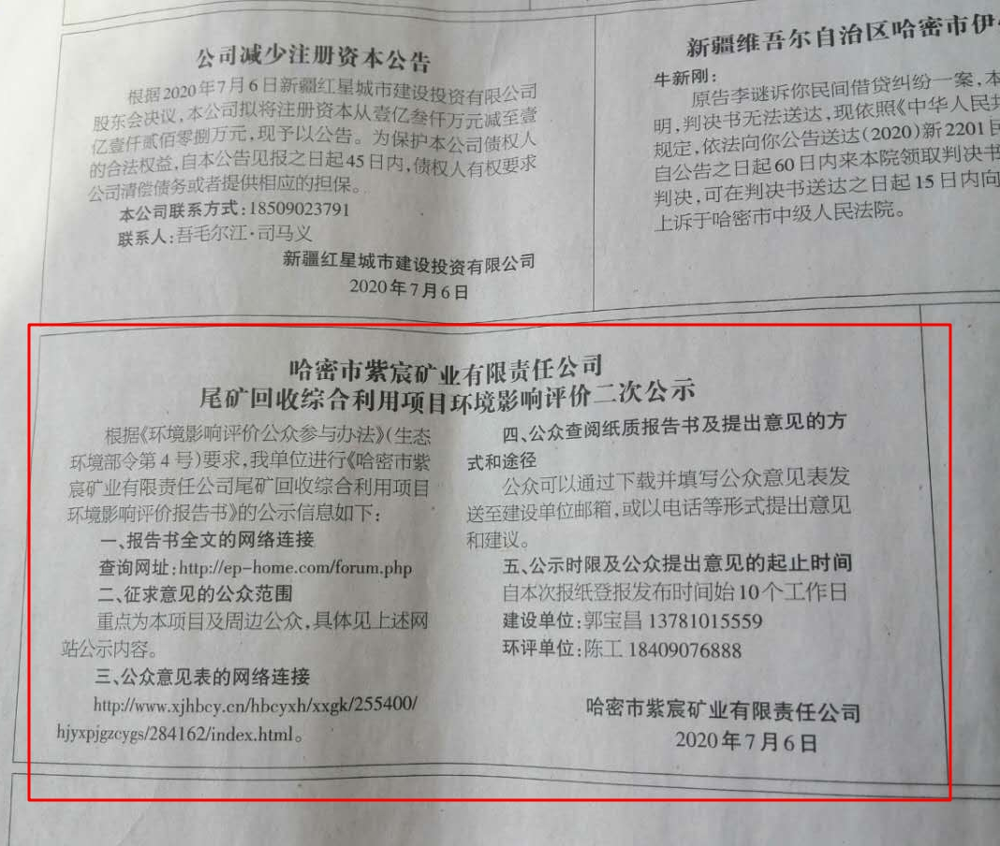 公司减少注册资本公告
根据2020年7月6日新疆红星城市建设投资有限公司
股东会决议,本公司拟将注册资本从壹亿叁仟万元减至壹
亿壹仟贰佰零捌万元,现予以公告。为保护本公司债权人
的合法权益,自本公告见报之日起45日内,债权人有权要求
公司清偿债务或者提供相应的担保。
本公司联系方式:18509023791
联系人:吾毛尔江·司马义
新疆红星城市建设投资有限公司
2020年7月6日
新疆维吾尔自治区哈密市伊
牛新刚:
原告李谜诉你民间借贷纠纷一案,本
明,判决书无法送达,现依照《中华人民共
规定,依法向你公告送达(2020)新2201民
自公告之日起60日内来本院领取判决书
判决,可在判决书送达之日起15日内向
上诉于哈密市中级人民法院。
哈密市紫宸矿业有限责任公司
尾矿回收综合利用项目环境影响评价二次公示
根据《环境影响评价公众参与办法》(生态
环境部令第4号)要求,我单位进行《哈密市紫
宸矿业有限责任公司尾矿回收综合利用项目
环境影响评价报告书》的公示信息如下:
一、报告书全文的网络连接
查询网址:http://ep-home.com/forum.php
二、征求意见的公众范围
重点为本项目及周边公众,具体见上述网
站公示内容。
三、公众意见表的网络连接
http://www.xjhbcy.cn/hbcyxh/xxgk/255400/
hjyxpjgzcygs/284162/index.html。
四、公众查阅纸质报告书及提出意见的方
式和途径
公众可以通过下载并填写公众意见表发
送至建设单位邮箱,或以电话等形式提出意见
和建议。
五、公示时限及公众提出意见的起止时间
自本次报纸登报发布时间始10个工作日
建设单位:郭宝昌 13781015559
环评单位:陈工 18409076888
哈密市紫宸矿业有限责任公司
2020年7月6日